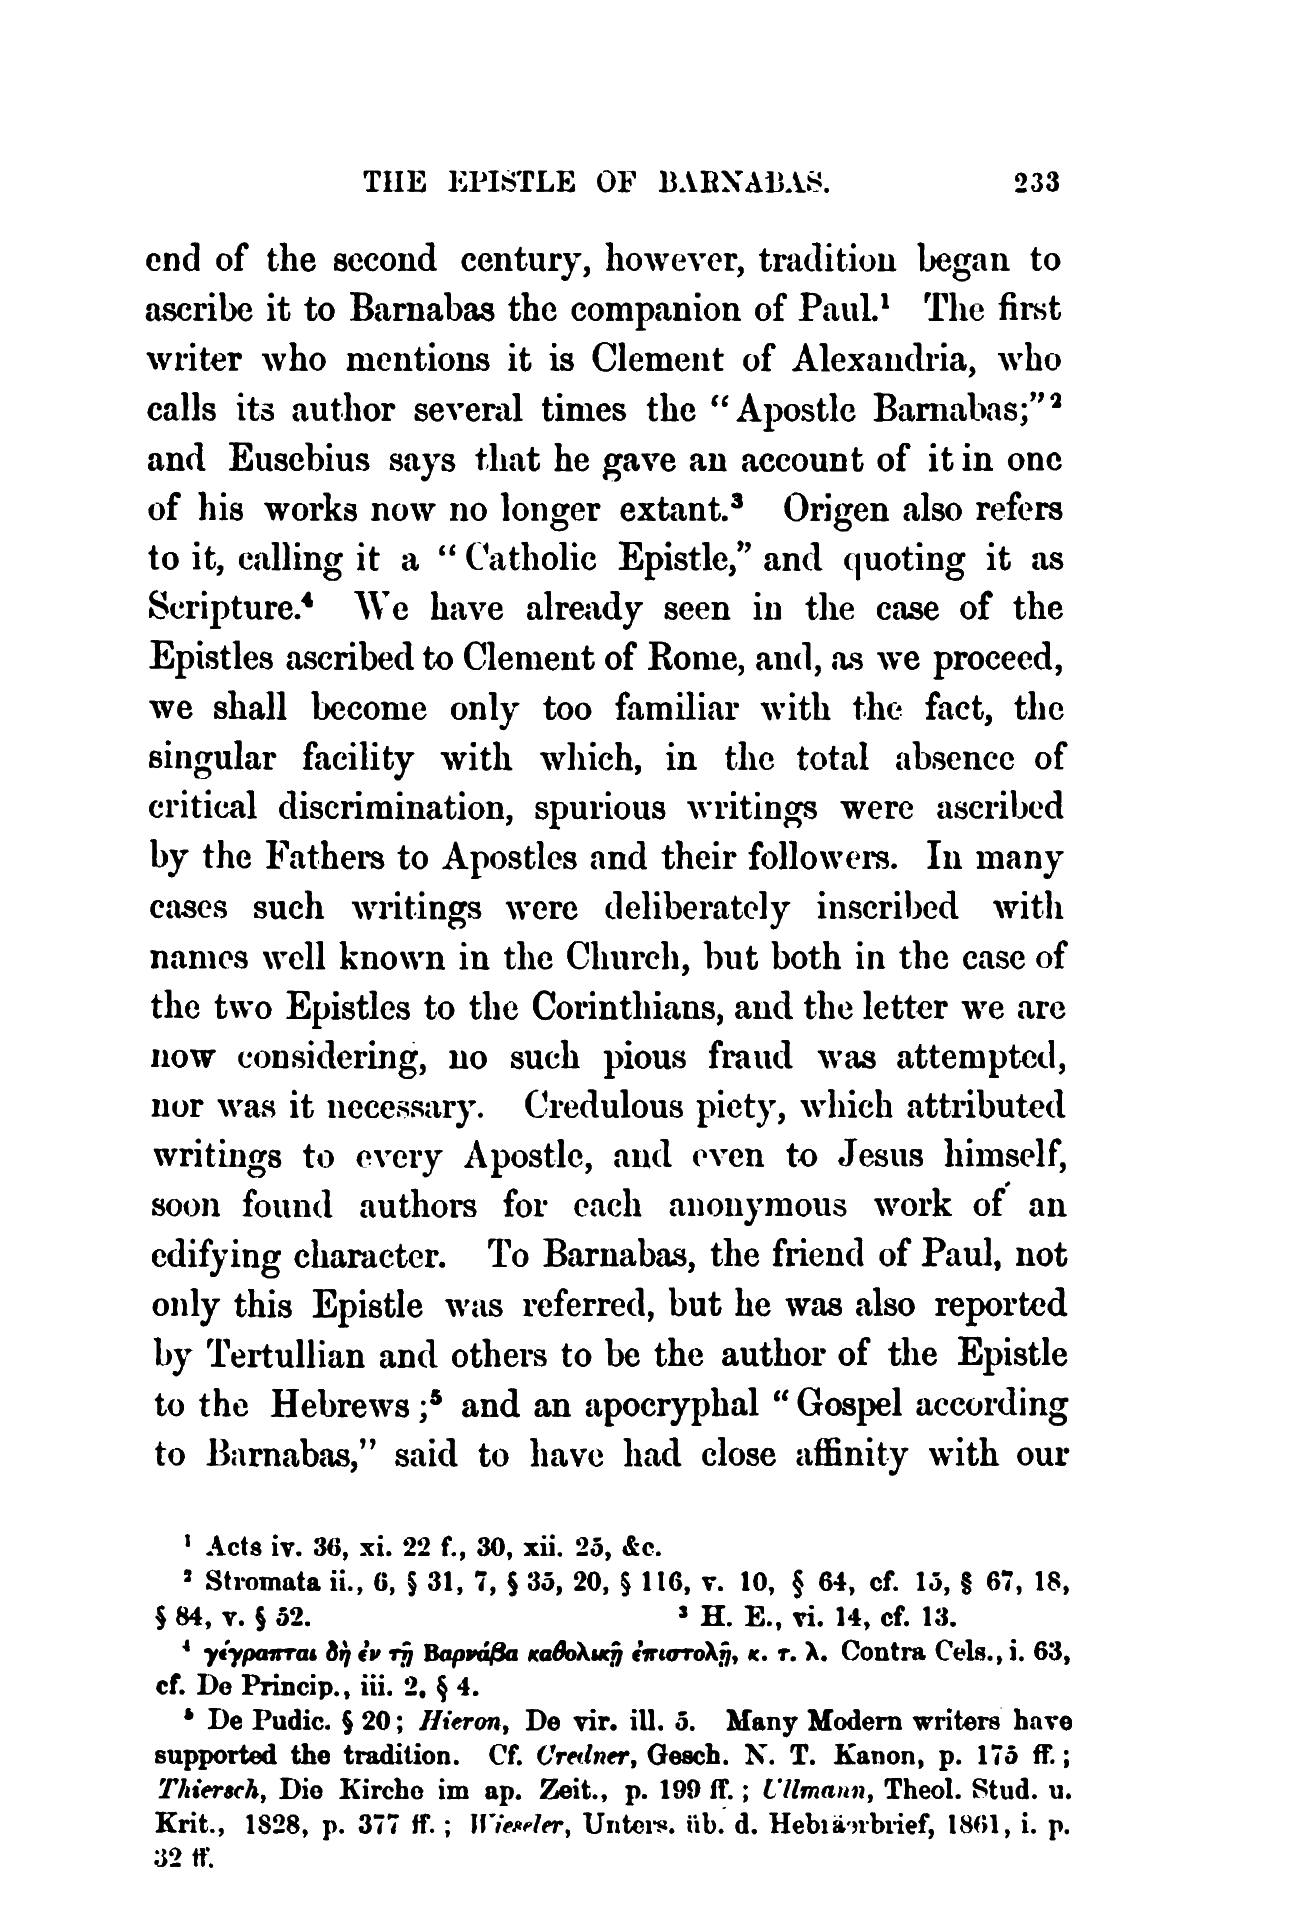 THE EPISTLE OF BARNABAS. 233
end of the second century, however, tradition began to
ascribe it to Barnabas the companion of Paul.¹ The first
writer who mentions it is Clement of Alexandria, who
calls its author several times the “Apostle Barnabas;”²
and Eusebius says that he gave an account of it in one
of his works now no longer extant.³ Origen also refers
to it, calling it a “Catholic Epistle,” and quoting it as
Scripture.⁴ We have already seen in the case of the
Epistles ascribed to Clement of Rome, and, as we proceed,
we shall become only too familiar with the fact, the
singular facility with which, in the total absence of
critical discrimination, spurious writings were ascribed
by the Fathers to Apostles and their followers. In many
cases such writings were deliberately inscribed with
names well known in the Church, but both in the case of
the two Epistles to the Corinthians, and the letter we are
now considering, no such pious fraud was attempted,
nor was it necessary. Credulous piety, which attributed
writings to every Apostle, and even to Jesus himself,
soon found authors for each anonymous work of an
edifying character. To Barnabas, the friend of Paul, not
only this Epistle was referred, but he was also reported
by Tertullian and others to be the author of the Epistle
to the Hebrews;⁵ and an apocryphal “Gospel according
to Barnabas,” said to have had close affinity with our
¹ Acts iv. 36, xi. 22 f., 30, xii. 25, &c.
² Stromata ii., 6, § 31, 7, § 35, 20, § 116, v. 10, § 64, cf. 15, § 67, 18,
§ 84, v. § 52. ³ H. E., vi. 14, cf. 13.
⁴ γέγραπται δὴ ἐν τῇ Βαρνάβα καθολικῇ ἐπιστολῇ, κ. τ. λ. Contra Cels., i. 63,
cf. De Princip., iii. 2, § 4.
⁵ De Pudic. § 20; Hieron, De vir. ill. 5. Many Modern writers have
supported the tradition. Cf. Credner, Gesch. N. T. Kanon, p. 175 ff.;
Thiersch, Die Kirche im ap. Zeit., p. 199 ff.; Ullmann, Theol. Stud. u.
Krit., 1828, p. 377 ff.; Wieseler, Unters. üb. d. Hebräerbrief, 1861, i. p.
32 ff.